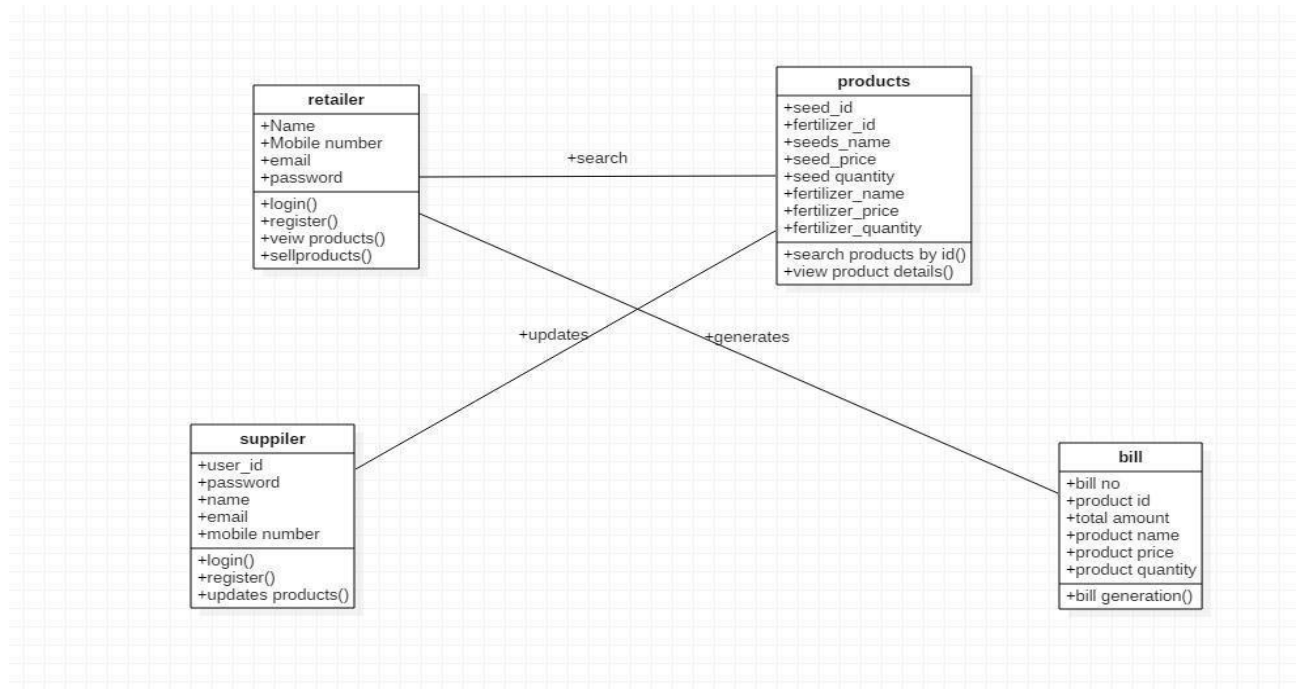 retailer
+Name
+Mobile number
+email
+password
+login()
+register()
+veiw products()
+sellproducts()
+search
products
+seed_id
+fertilizer_id
+seeds_name
+seed_price
+seed quantity
+fertilizer_name
+fertilizer_price
+fertilizer_quantity
+search products by id()
+view product details()
+updates
+generates
suppiler
+user_id
+password
+name
+email
+mobile number
+login()
+register()
+updates products()
bill
+bill no
+product id
+total amount
+product name
+product price
+product quantity
+bill generation()